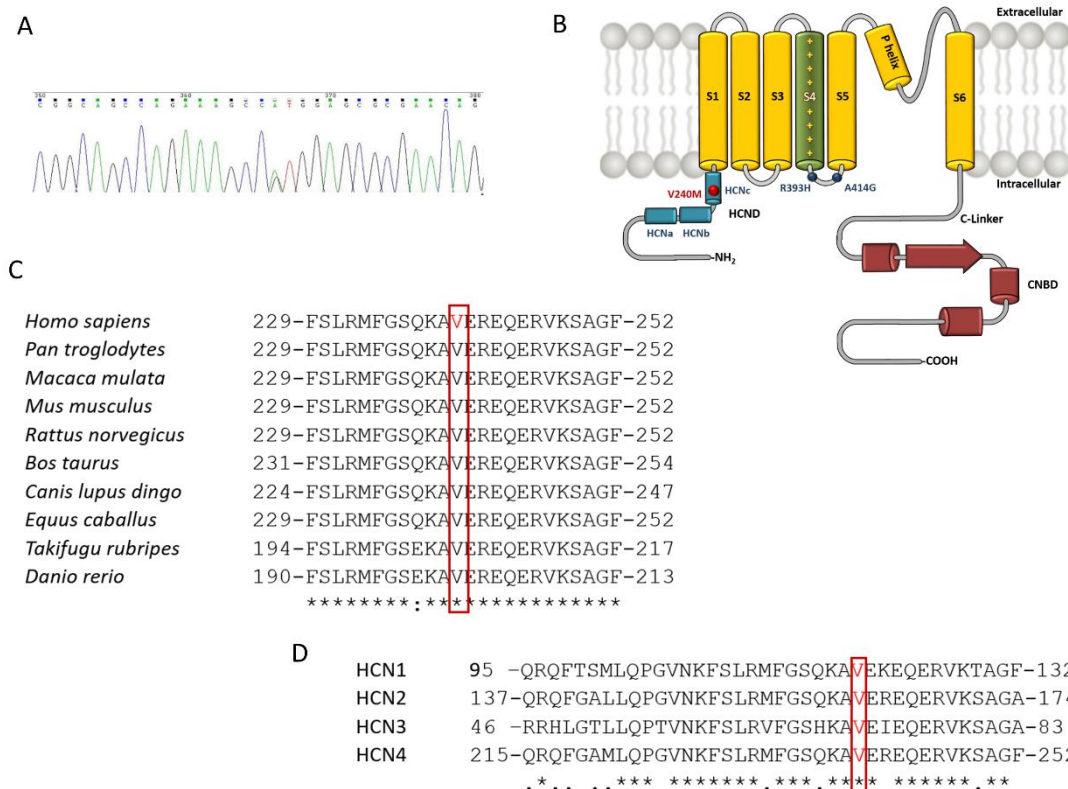 A
350 360 370 380
B
Extracellular
S1 S2 S3 S4 S5 P helix S6
+ + + + + + + +
Intracellular
V240M HCNc R393H A414G
HCND
C-Linker
HCNa HCNb
-NH2
CNBD
-COOH
C
Homo sapiens 229-FSLRMFGSQKAVEREQERVKSAGF-252
Pan troglodytes 229-FSLRMFGSQKAVEREQERVKSAGF-252
Macaca mulata 229-FSLRMFGSQKAVEREQERVKSAGF-252
Mus musculus 229-FSLRMFGSQKAVEREQERVKSAGF-252
Rattus norvegicus 229-FSLRMFGSQKAVEREQERVKSAGF-252
Bos taurus 231-FSLRMFGSQKAVEREQERVKSAGF-254
Canis lupus dingo 224-FSLRMFGSQKAVEREQERVKSAGF-247
Equus caballus 229-FSLRMFGSQKAVEREQERVKSAGF-252
Takifugu rubripes 194-FSLRMFGSEKAVEREQERVKSAGF-217
Danio rerio 190-FSLRMFGSEKAVEREQERVKSAGF-213
********:***************
D
HCN1 95 -QRQFTSMLQPGVNKFSLRMFGSQKAVEKEQERVKTAGF-132
HCN2 137-QRQFGALLQPGVNKFSLRMFGSQKAVEREQERVKSAGA-174
HCN3 46 -RRHLGTLLQPTVNKFSLRVFGSHKAVEIEQERVKSAGA-83
HCN4 215-QRQFGAMLQPGVNKFSLRMFGSQKAVEREQERVKSAGF-252
.*:: .:*** *******.***.**** ******.**